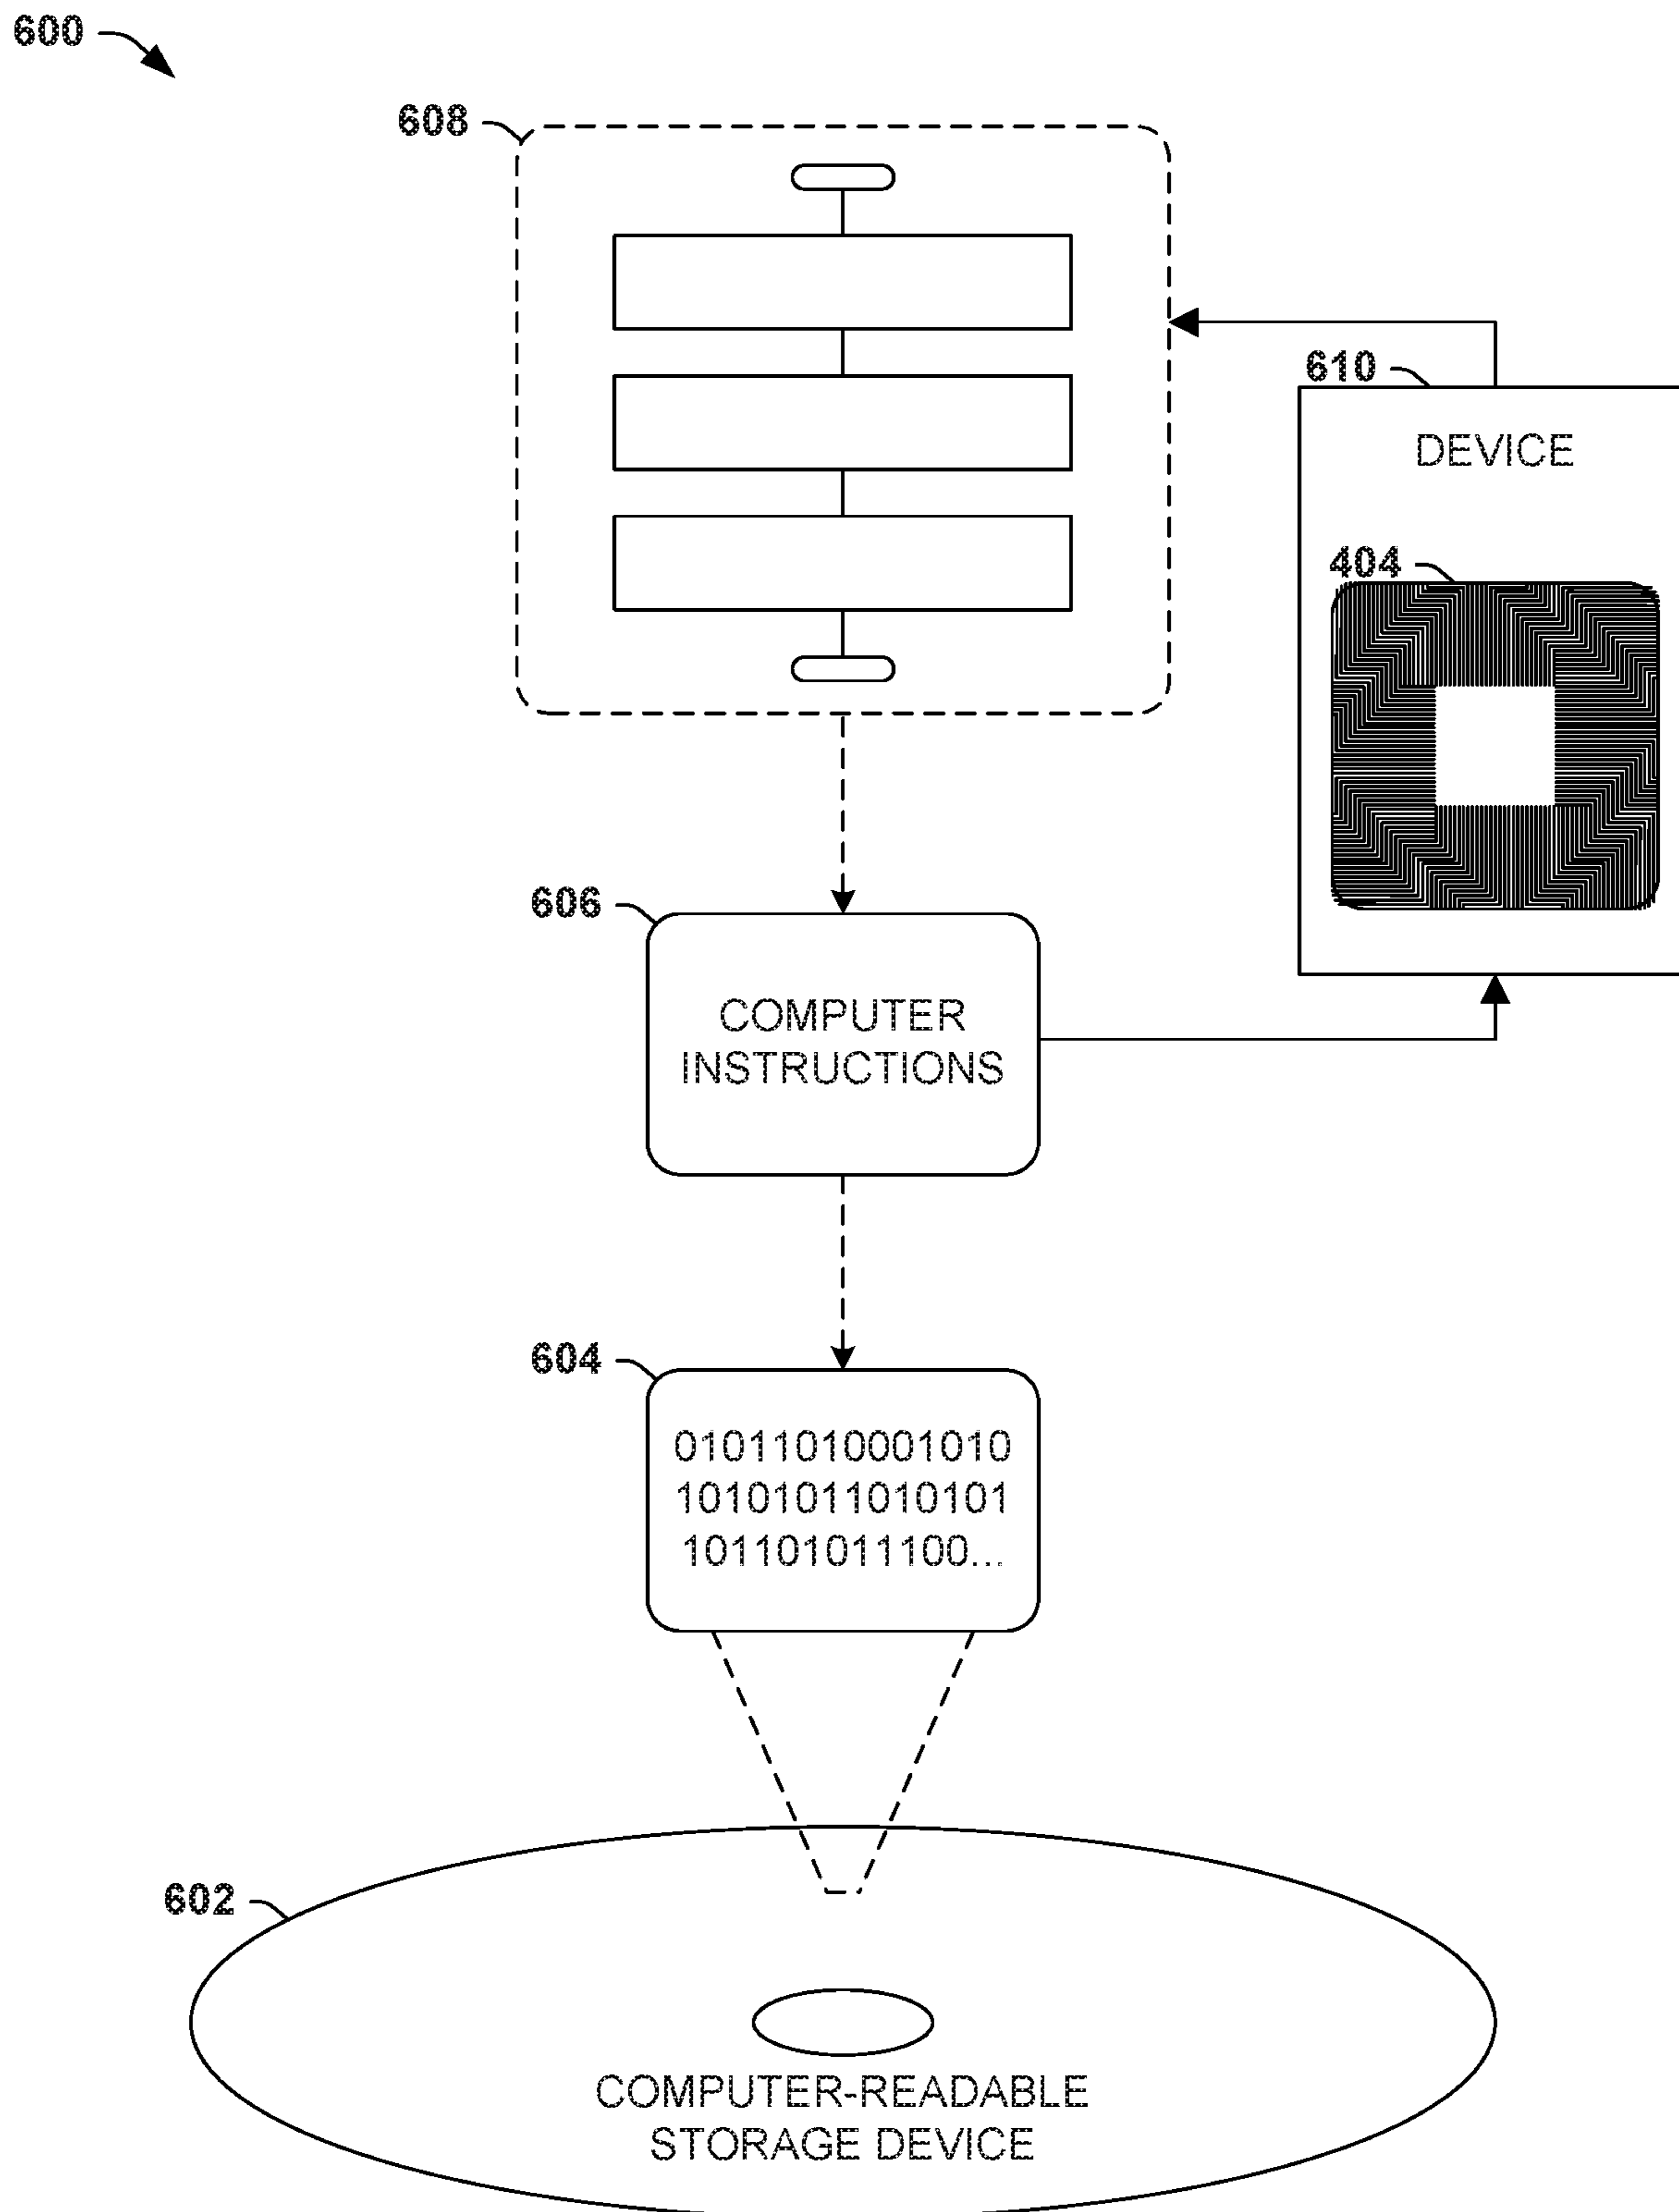 600
608
610
DEVICE
404
606
COMPUTER
INSTRUCTIONS
604
01011010001010
10101011010101
101101011100...
602
COMPUTER-READABLE
STORAGE DEVICE